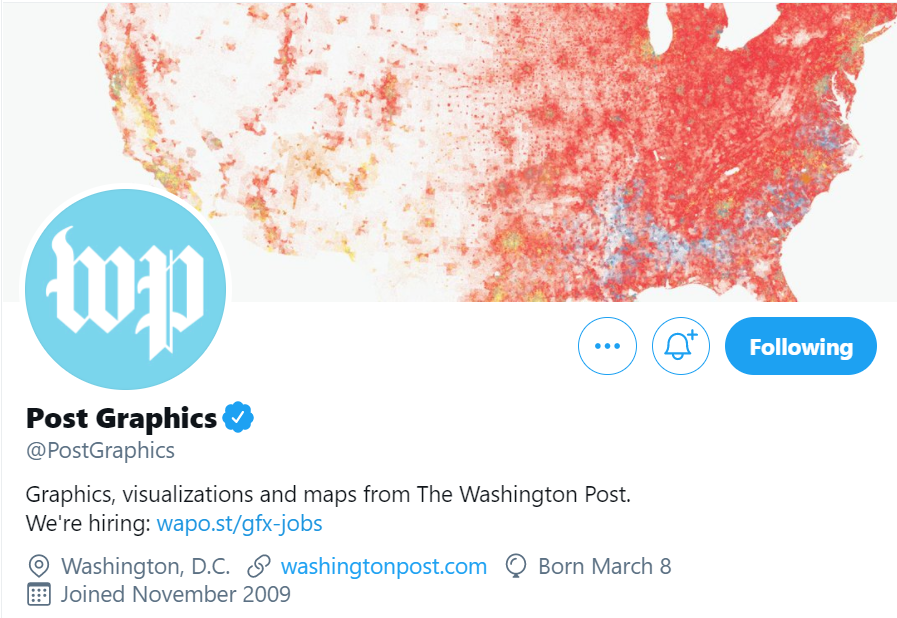 wp
Following
Post Graphics
@PostGraphics
Graphics, visualizations and maps from The Washington Post.
We're hiring: wapo.st/gfx-jobs
Washington, D.C. washingtonpost.com Born March 8
Joined November 2009